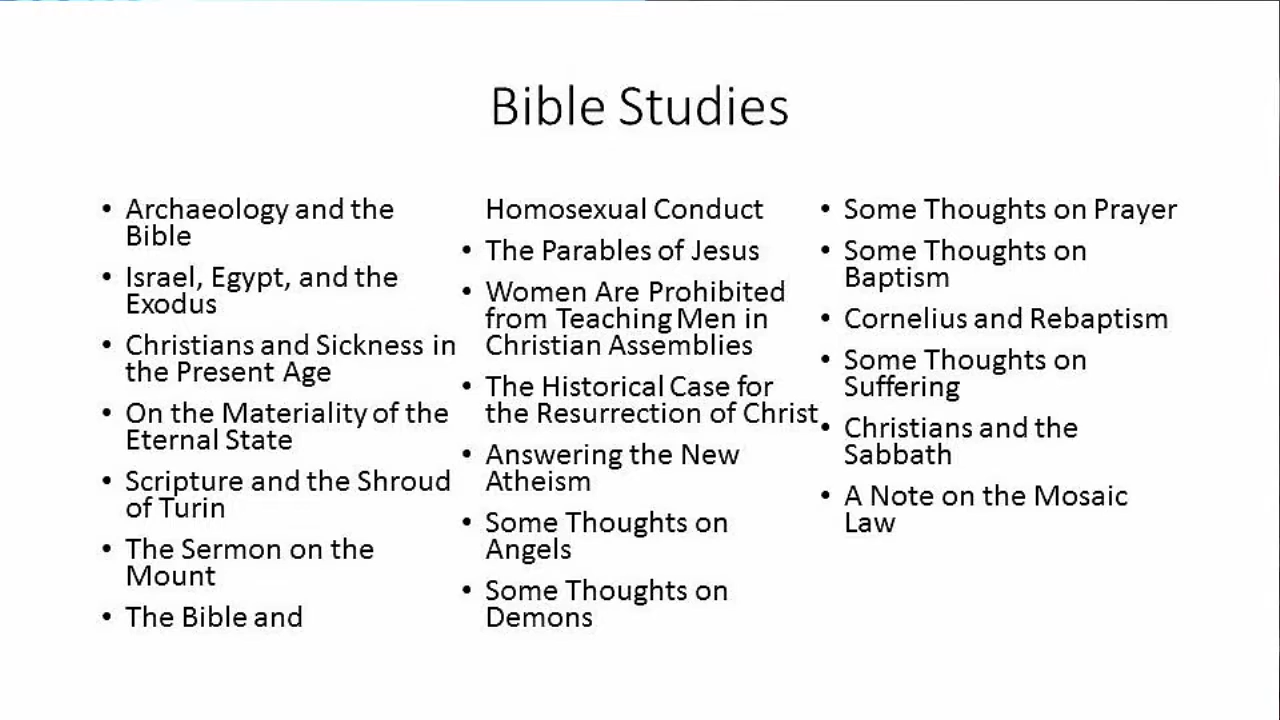 Bible Studies
• Archaeology and the
Bible
• Israel, Egypt, and the
Exodus
• Christians and Sickness in
the Present Age
• On the Materiality of the
Eternal State
• Scripture and the Shroud
of Turin
• The Sermon on the
Mount
• The Bible and
Homosexual Conduct
• The Parables of Jesus
• Women Are Prohibited
from Teaching Men in
Christian Assemblies
• The Historical Case for
the Resurrection of Christ
• Answering the New
Atheism
• Some Thoughts on
Angels
• Some Thoughts on
Demons
• Some Thoughts on Prayer
• Some Thoughts on
Baptism
• Cornelius and Rebaptism
• Some Thoughts on
Suffering
• Christians and the
Sabbath
• A Note on the Mosaic
Law